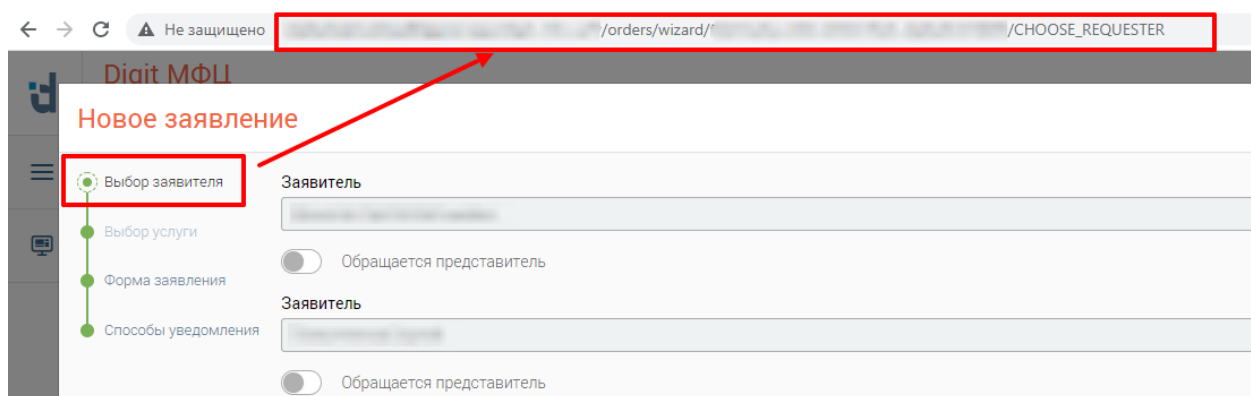 Не защищено /orders/wizard/ /CHOOSE_REQUESTER
Digit МФЦ
Новое заявление
Выбор заявителя
Выбор услуги
Форма заявления
Способы уведомления
Заявитель
Обращается представитель
Заявитель
Обращается представитель